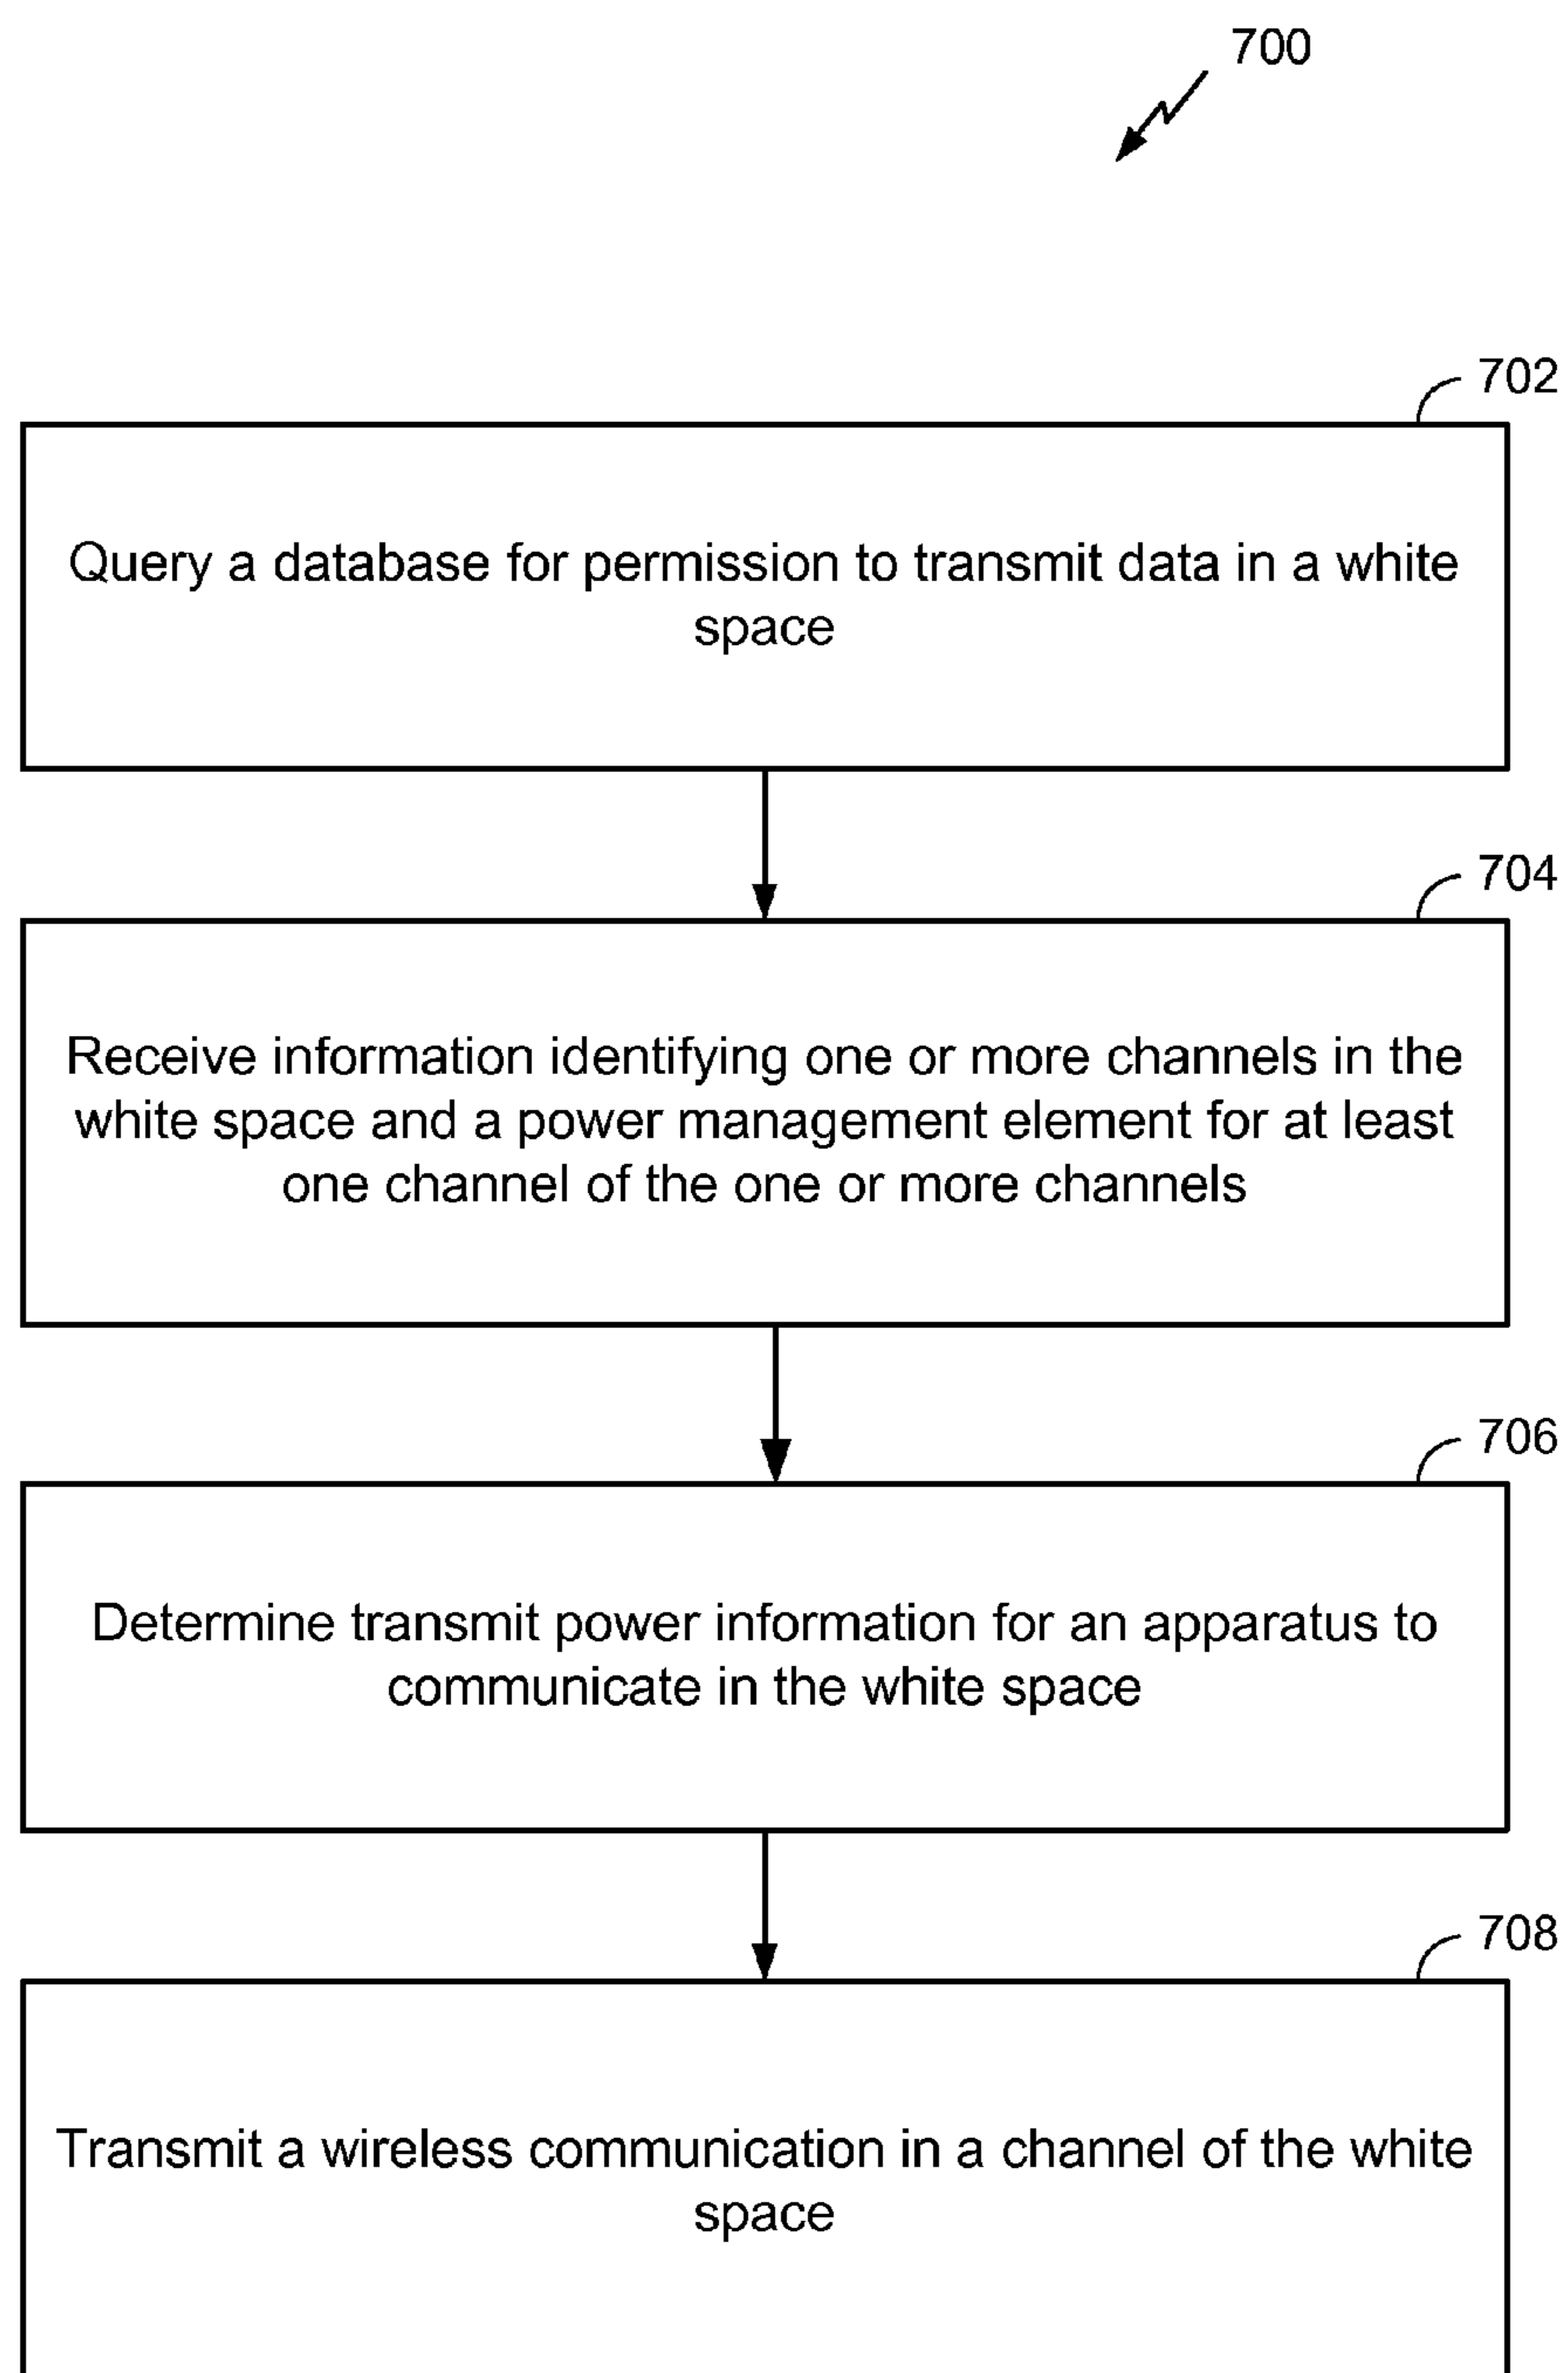 700
702
Query a database for permission to transmit data in a white
space
704
Receive information identifying one or more channels in the
white space and a power management element for at least
one channel of the one or more channels
706
Determine transmit power information for an apparatus to
communicate in the white space
708
Transmit a wireless communication in a channel of the white
space